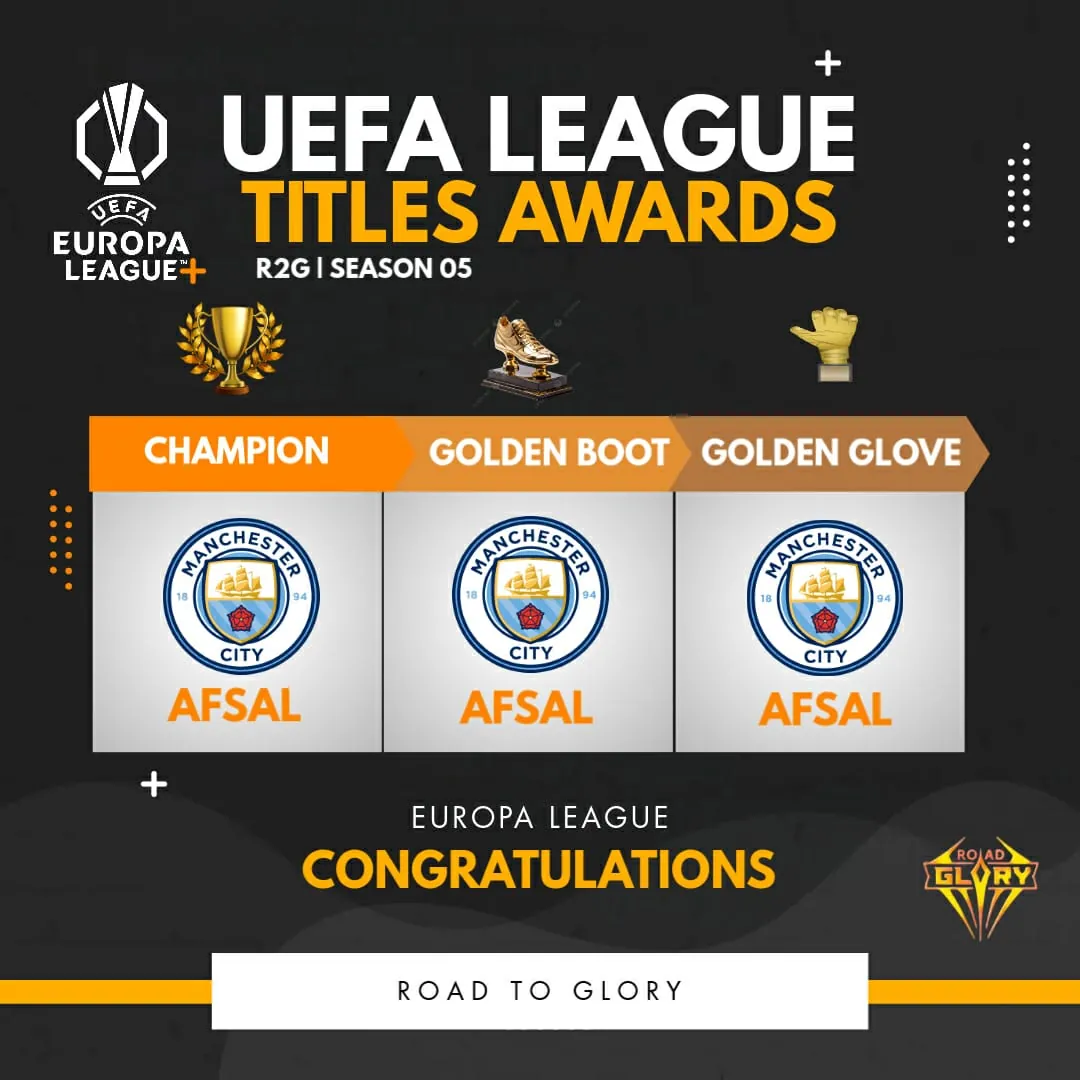 UEFA LEAGUE
TITLES AWARDS
R2G | SEASON 05
UEFA
EUROPA
LEAGUE™+
CHAMPION
GOLDEN BOOT
GOLDEN GLOVE
MANCHESTER
18 94
CITY
AFSAL
MANCHESTER
18 94
CITY
AFSAL
MANCHESTER
18 94
CITY
AFSAL
EUROPA LEAGUE
CONGRATULATIONS
ROAD
GLORY
ROAD TO GLORY